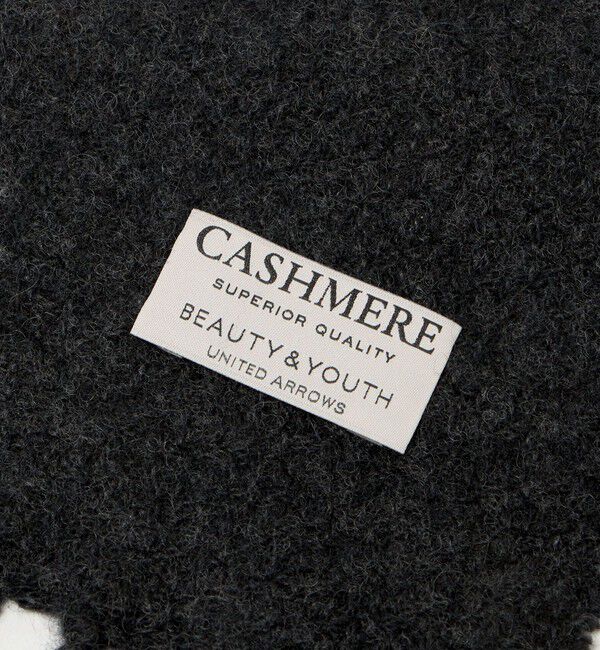 CASHMERE
SUPERIOR QUALITY
BEAUTY&YOUTH
UNITED ARROWS